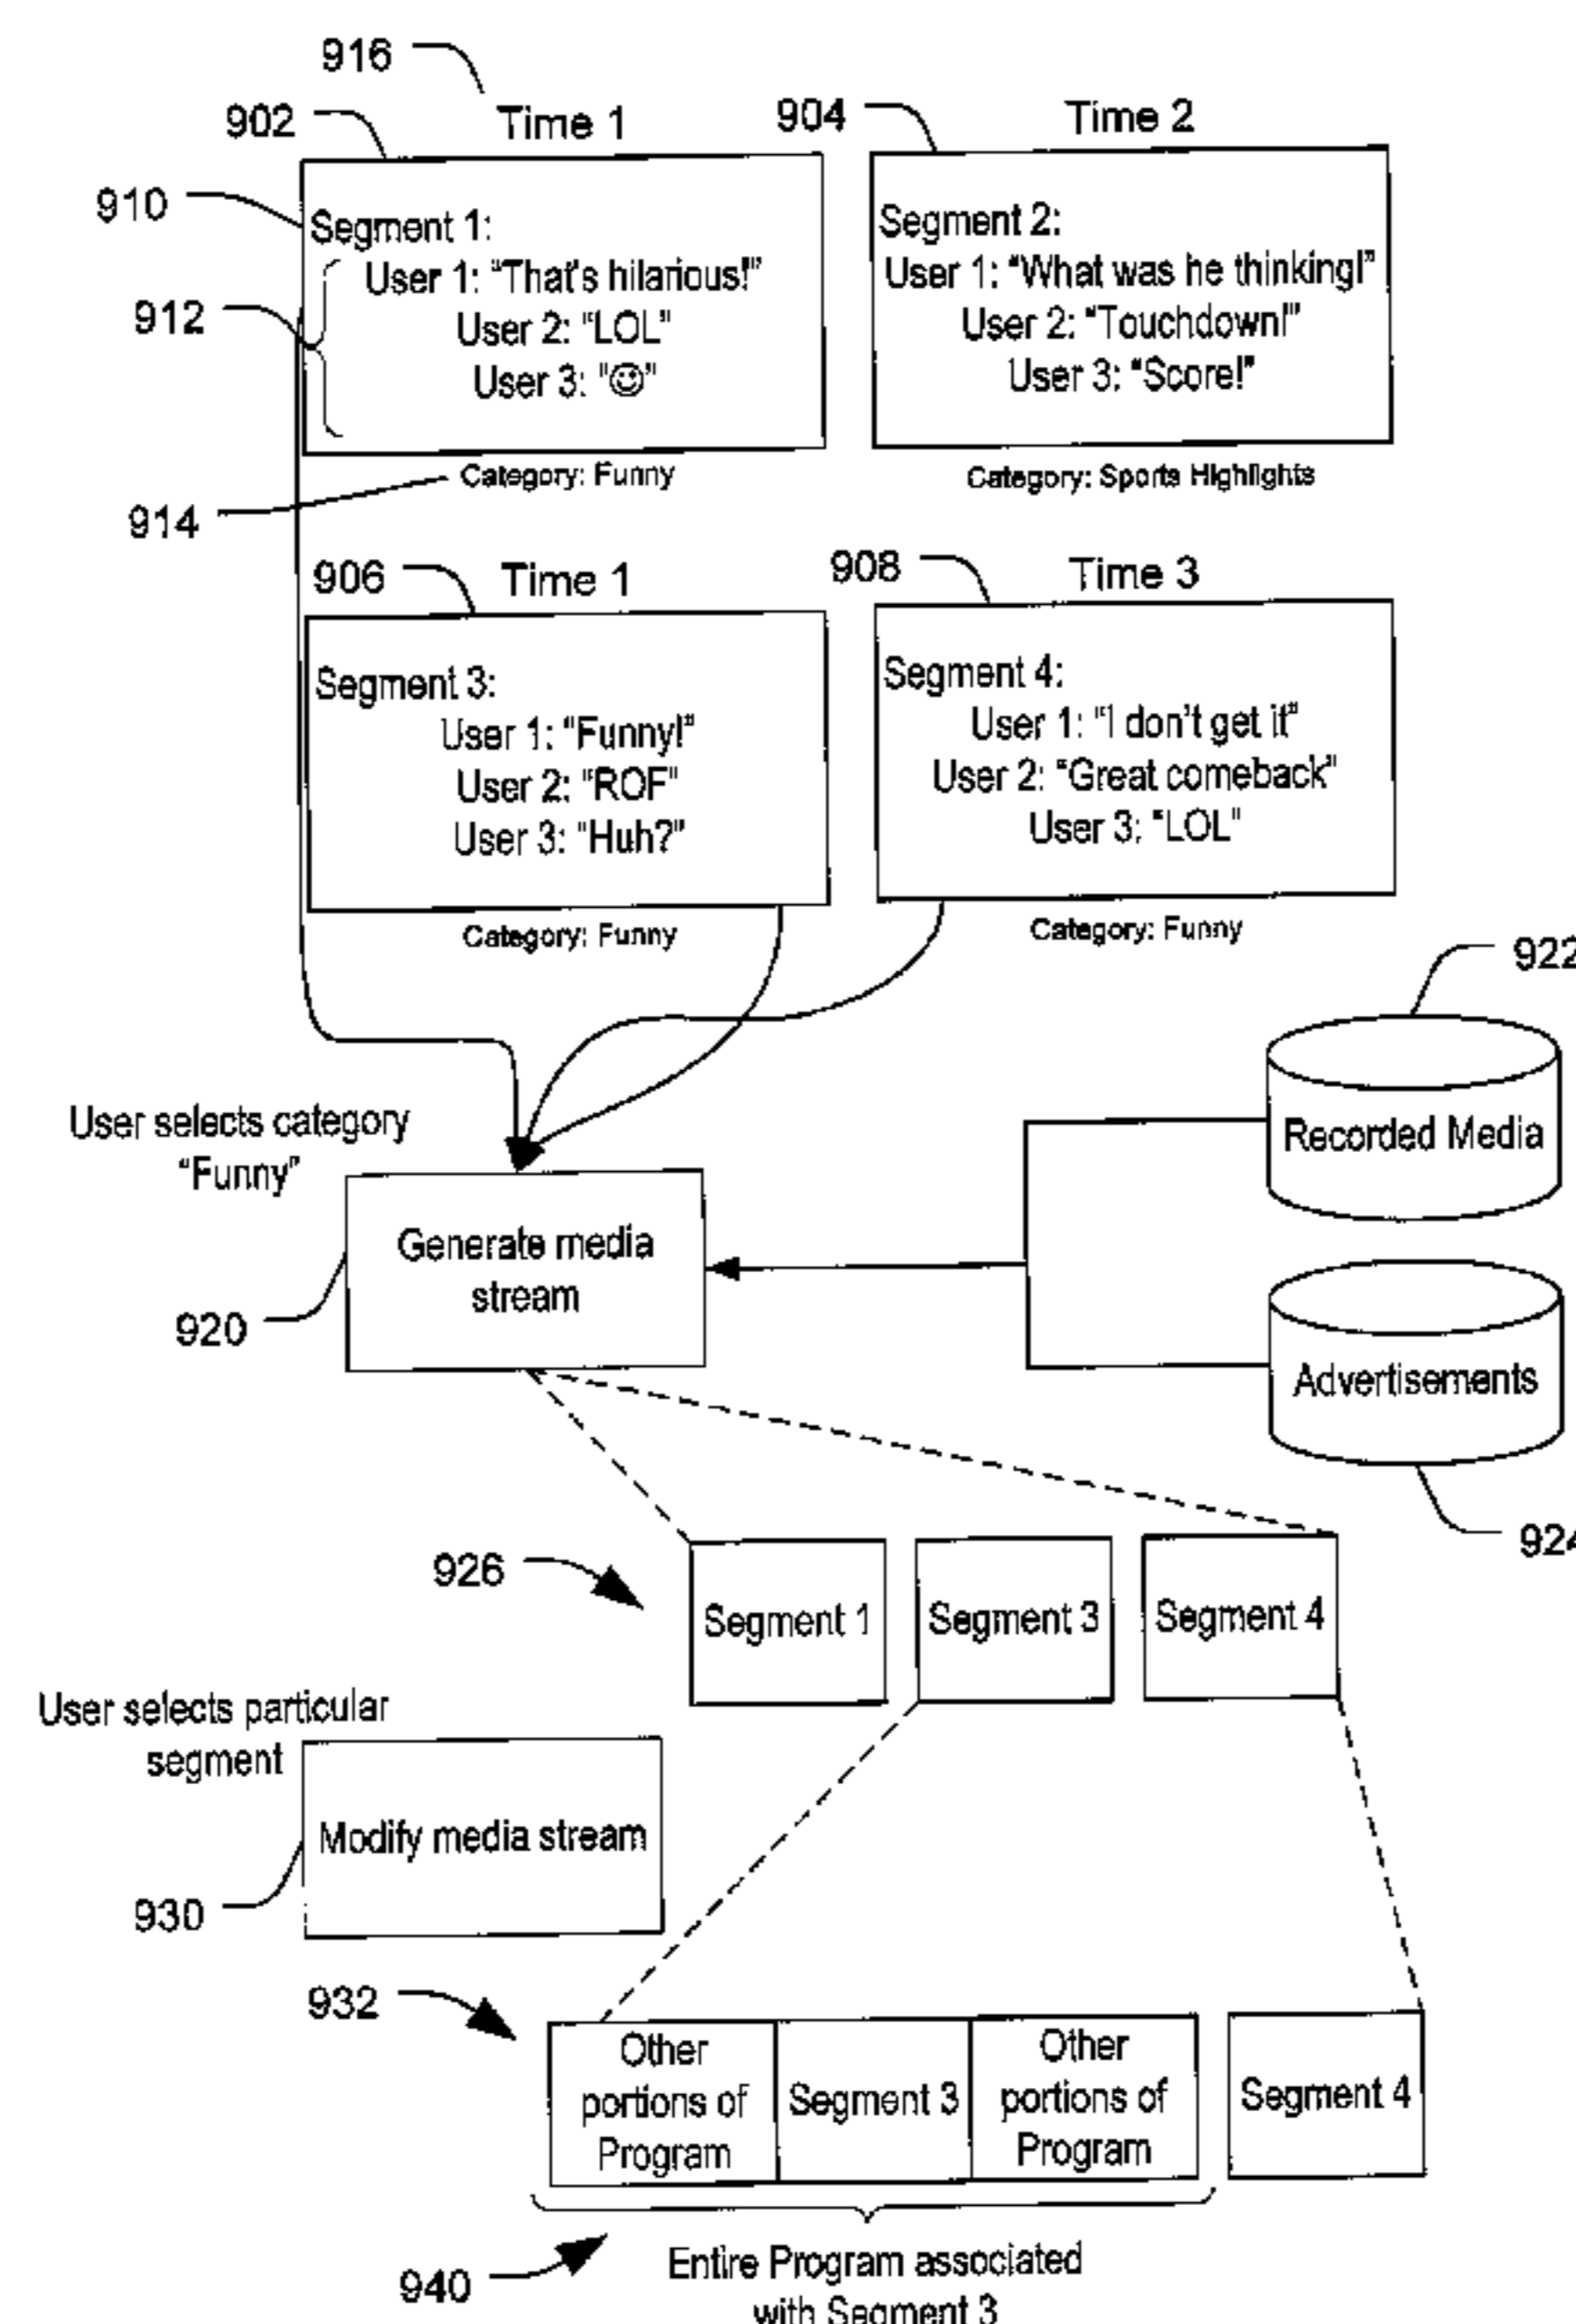 916
902
Time 1
904
Time 2
910
Segment 1:
User 1: "That's hilarious!"
912
User 2: "LOL"
User 3: "☺"
Category: Funny
914
Segment 2:
User 1: "What was he thinking!"
User 2: "Touchdown!"
User 3: "Score!"
Category: Sports Highlights
906
Time 1
908
Time 3
Segment 3:
User 1: "Funny!"
User 2: "ROF"
User 3: "Huh?"
Category: Funny
Segment 4:
User 1: "I don't get it"
User 2: "Great comeback"
User 3: "LOL"
Category: Funny
922
Recorded Media
User selects category
"Funny"
Generate media
stream
920
Advertisements
924
926
Segment 1
Segment 3
Segment 4
User selects particular
segment
Modify media stream
930
932
Other
portions of
Program
Segment 3
Other
portions of
Program
Segment 4
940
Entire Program associated
with Segment 3